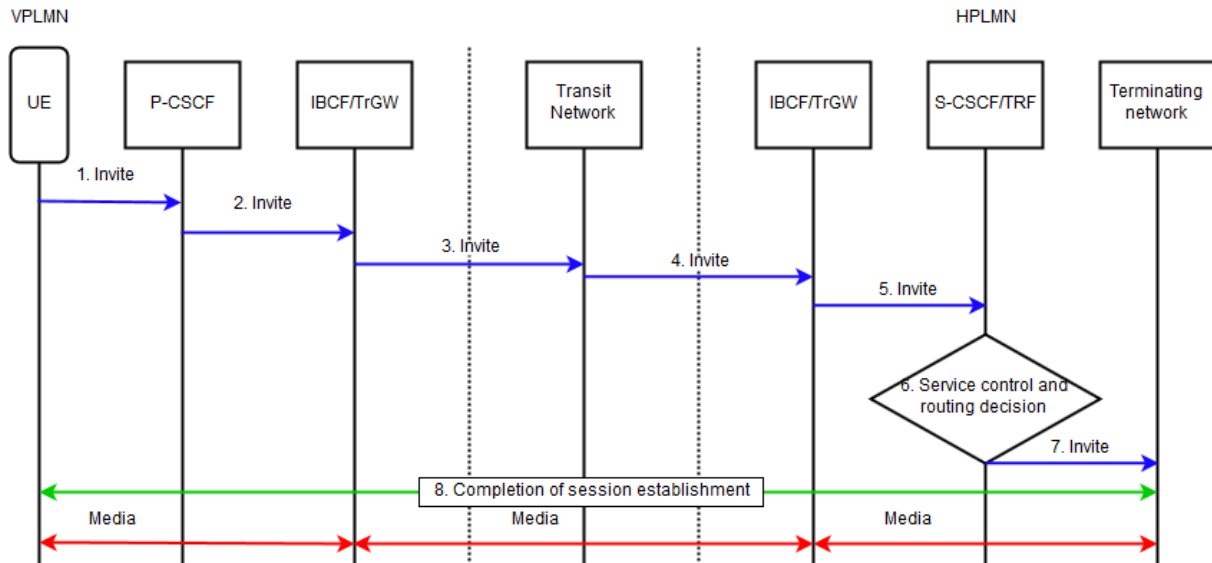 VPLMN
HPLMN
UE
P-CSCF
IBCF/TrGW
Transit
Network
IBCF/TrGW
S-CSCF/TRF
Terminating
network
1. Invite
2. Invite
3. Invite
4. Invite
5. Invite
6. Service control and
routing decision
7. Invite
8. Completion of session establishment
Media
Media
Media